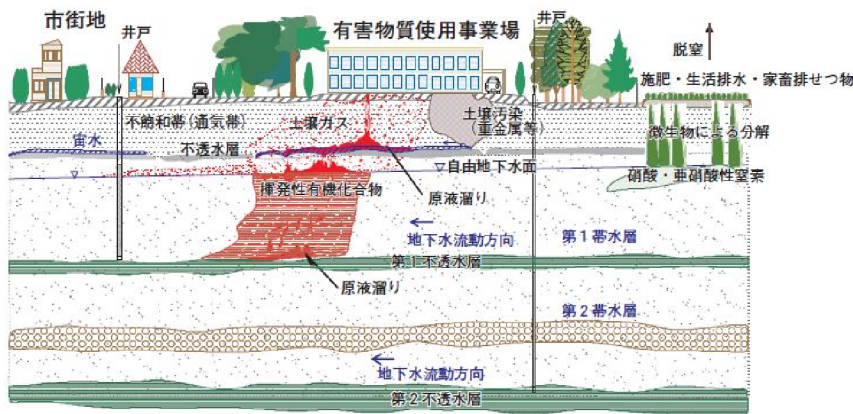 市街地
井戸
有害物質使用事業場
井戸
脱窒
施肥・生活排水・家畜排せつ物
不飽和帯(通気帯)
土壌ガス
土壌汚染
(重金属等)
微生物による分解
宙水
不透水層
自由地下水面
揮発性有機化合物
原液溜り
硝酸・亜硝酸性窒素
地下水流動方向
第1帯水層
第1不透水層
原液溜り
第2帯水層
地下水流動方向
第2不透水層